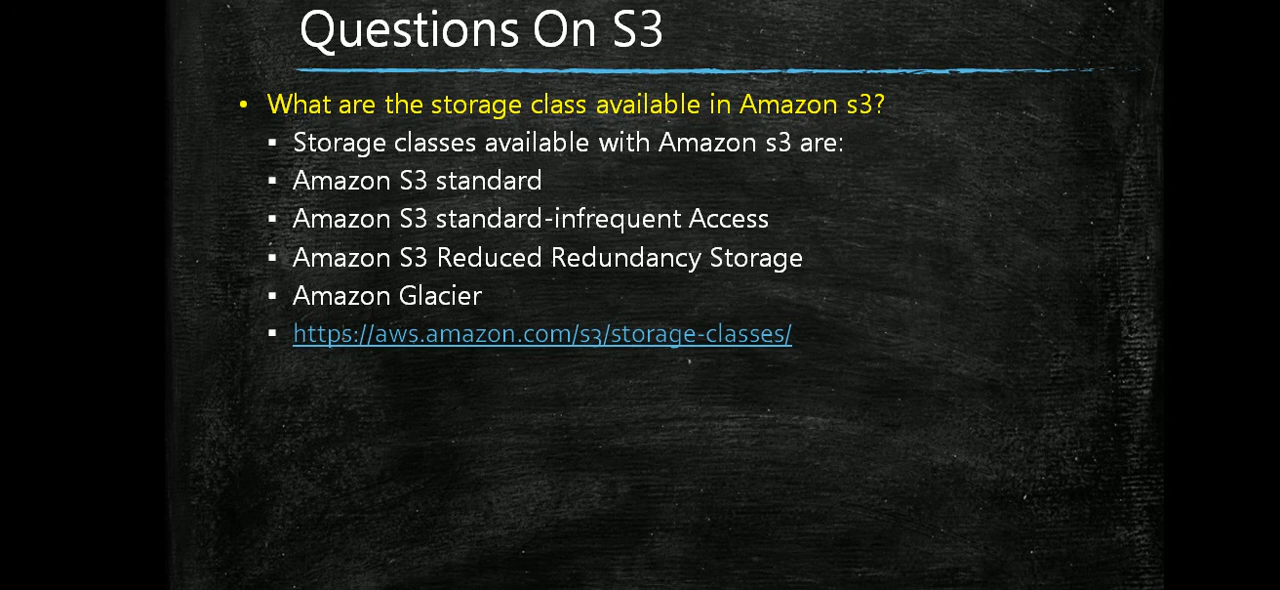 Questions On S3
• What are the storage class available in Amazon s3?
▪ Storage classes available with Amazon s3 are:
▪ Amazon S3 standard
▪ Amazon S3 standard-infrequent Access
▪ Amazon S3 Reduced Redundancy Storage
▪ Amazon Glacier
▪ https://aws.amazon.com/s3/storage-classes/